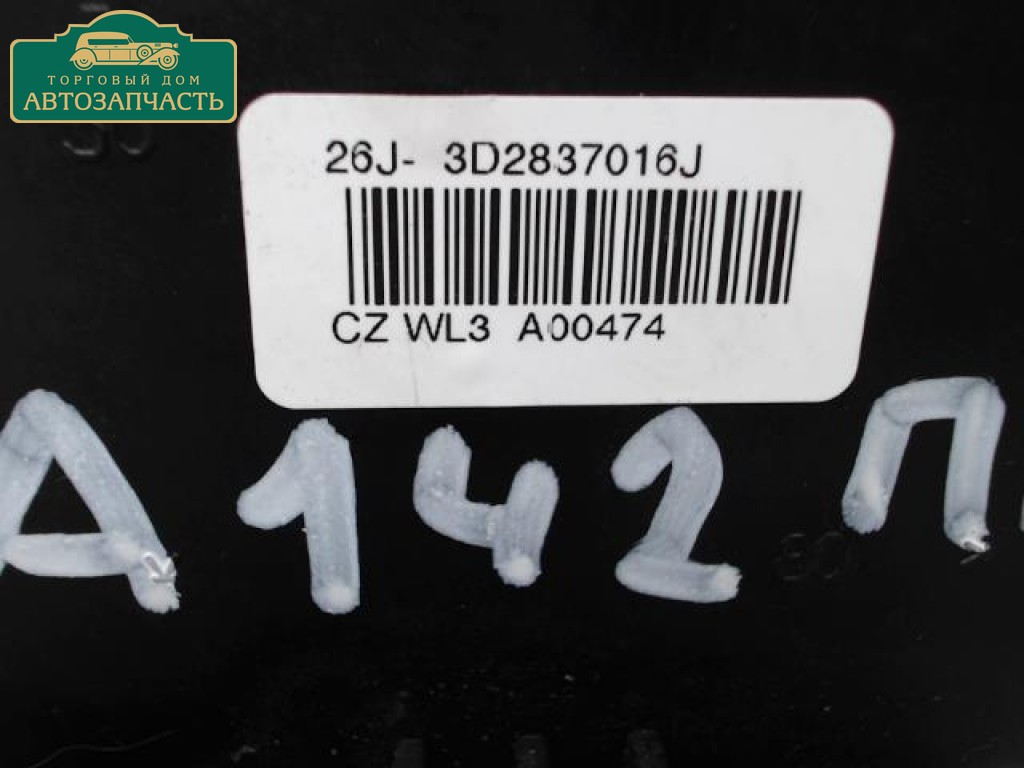 ТОРГОВЫЙ ДОМ
АВТОЗАПЧАСТЬ
26J- 3D2837016J
CZ WL3 A00474
А142П